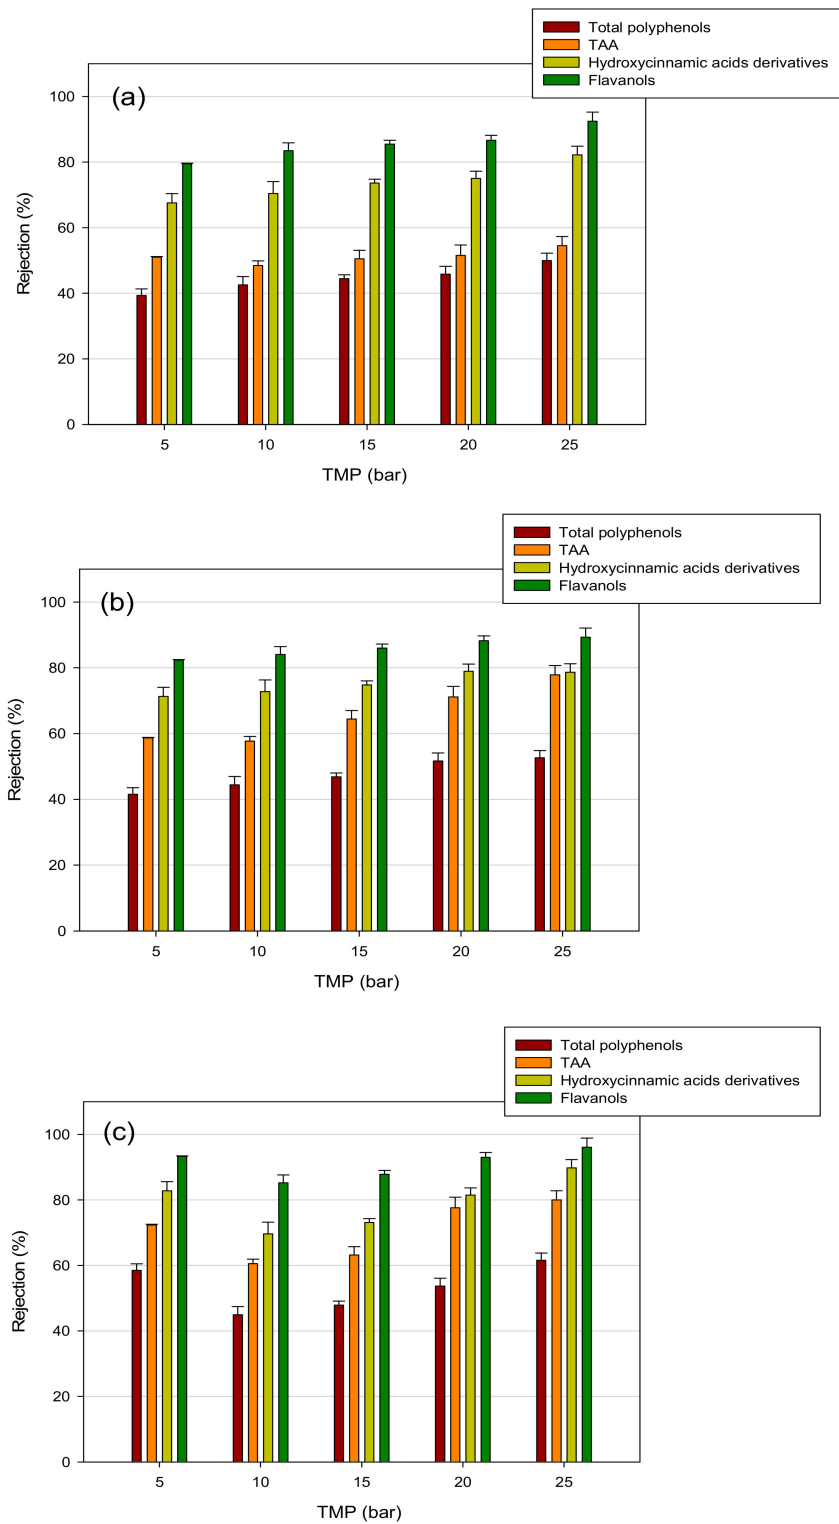 Total polyphenols
TAA
Hydroxycinnamic acids derivatives
Flavanols
(a)
100
80
60
40
20
0
Rejection (%)
5 10 15 20 25
TMP (bar)
Total polyphenols
TAA
Hydroxycinnamic acids derivatives
Flavanols
(b)
100
80
60
40
20
0
Rejection (%)
5 10 15 20 25
TMP (bar)
Total polyphenols
TAA
Hydroxycinnamic acids derivatives
Flavanols
(c)
100
80
60
40
20
0
Rejection (%)
5 10 15 20 25
TMP (bar)